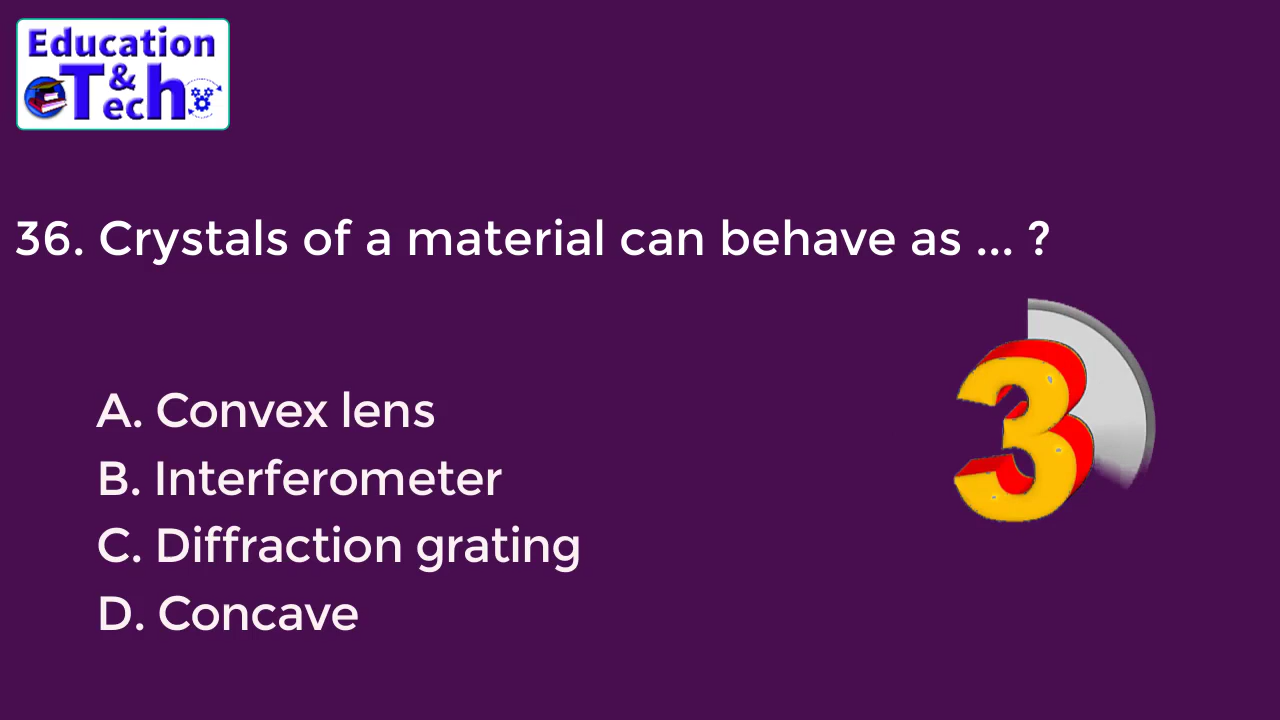 Education
& Tech
36. Crystals of a material can behave as ... ?
3
A. Convex lens
B. Interferometer
C. Diffraction grating
D. Concave